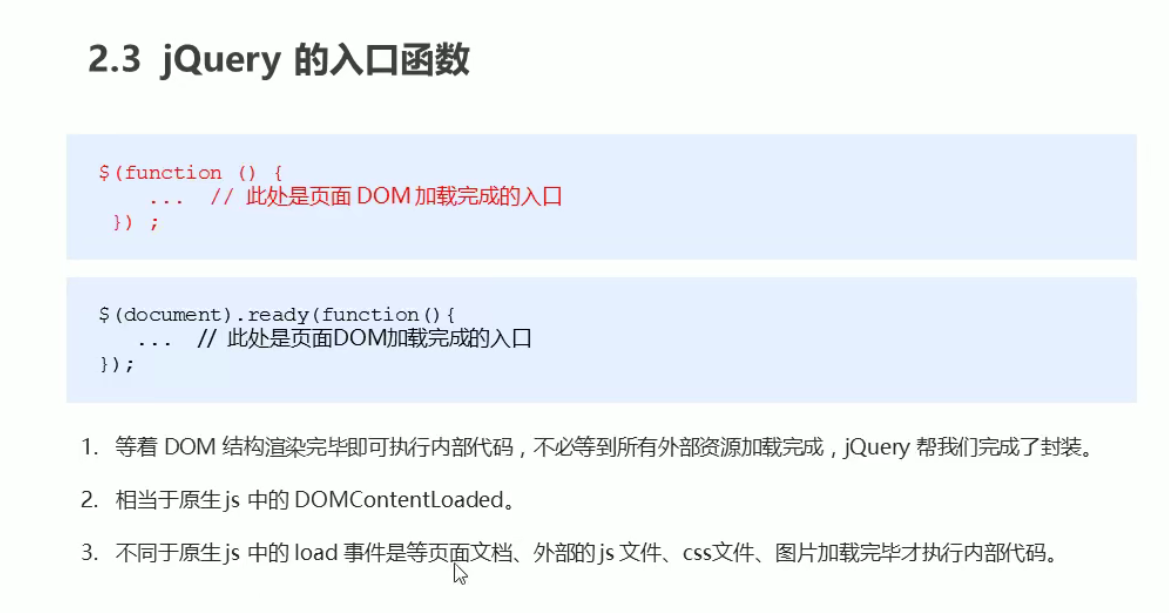 2.3 jQuery 的入口函数
$(function () {
... // 此处是页面 DOM 加载完成的入口
}) ;
$(document).ready(function(){
... // 此处是页面DOM加载完成的入口
});
1. 等着 DOM 结构渲染完毕即可执行内部代码，不必等到所有外部资源加载完成，jQuery 帮我们完成了封装。
2. 相当于原生 js 中的 DOMContentLoaded。
3. 不同于原生 js 中的 load 事件是等页面文档、外部的 js 文件、css文件、图片加载完毕才执行内部代码。